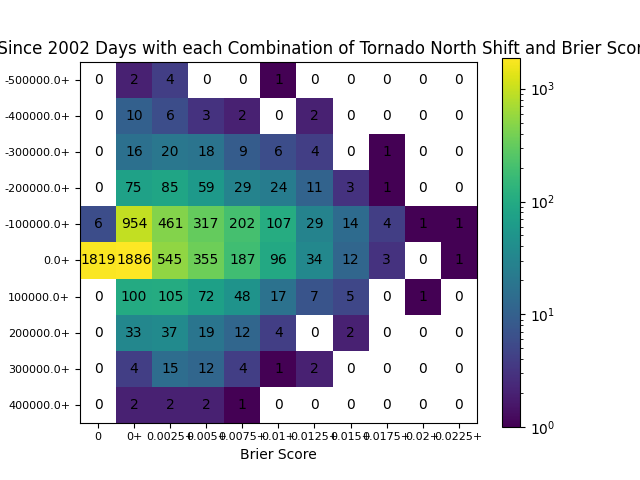 Since 2002 Days with each Combination of Tornado North Shift and Brier Scor
-500000.0+ 0 2 4 0 0 1 0 0 0 0 0
-400000.0+ 0 10 6 3 2 0 2 0 0 0 0
-300000.0+ 0 16 20 18 9 6 4 0 1 0 0
-200000.0+ 0 75 85 59 29 24 11 3 1 0 0
-100000.0+ 6 954 461 317 202 107 29 14 4 1 1
0.0+ 1819 1886 545 355 187 96 34 12 3 0 1
100000.0+ 0 100 105 72 48 17 7 5 0 1 0
200000.0+ 0 33 37 19 12 4 0 2 0 0 0
300000.0+ 0 4 15 12 4 1 2 0 0 0 0
400000.0+ 0 2 2 2 1 0 0 0 0 0 0
0 0+ 0.0025+ 0.005+ 0.0075+ 0.01+ 0.0125+ 0.015+ 0.0175+ 0.02+ 0.0225+
Brier Score
10³
10²
10¹
10⁰